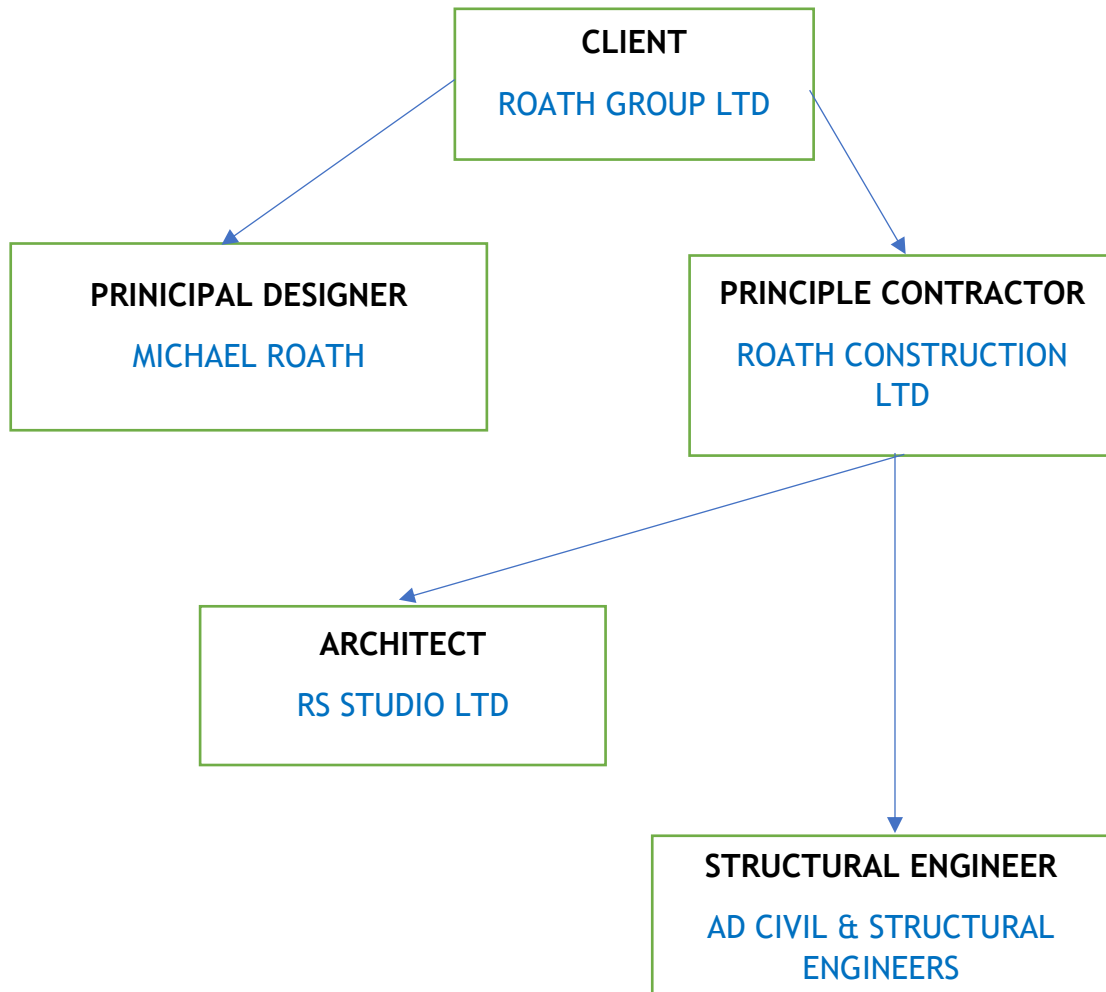 CLIENT
ROATH GROUP LTD
PRINICIPAL DESIGNER
MICHAEL ROATH
PRINCIPLE CONTRACTOR
ROATH CONSTRUCTION
LTD
ARCHITECT
RS STUDIO LTD
STRUCTURAL ENGINEER
AD CIVIL & STRUCTURAL
ENGINEERS